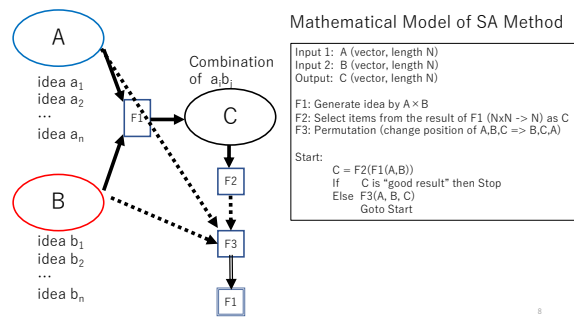 Mathematical Model of SA Method
A
idea a1
idea a2
…
idea an
B
idea b1
idea b2
…
idea bn
F1
Combination
of aibi
C
F2
F3
F1
Input 1: A (vector, length N)
Input 2: B (vector, length N)
Output: C (vector, length N)
F1: Generate idea by A × B
F2: Select items from the result of F1 (NxN -> N) as C
F3: Permutation (change position of A,B,C => B,C,A)
Start:
C = F2(F1(A,B))
If C is “good result” then Stop
Else F3(A, B, C)
Goto Start
8